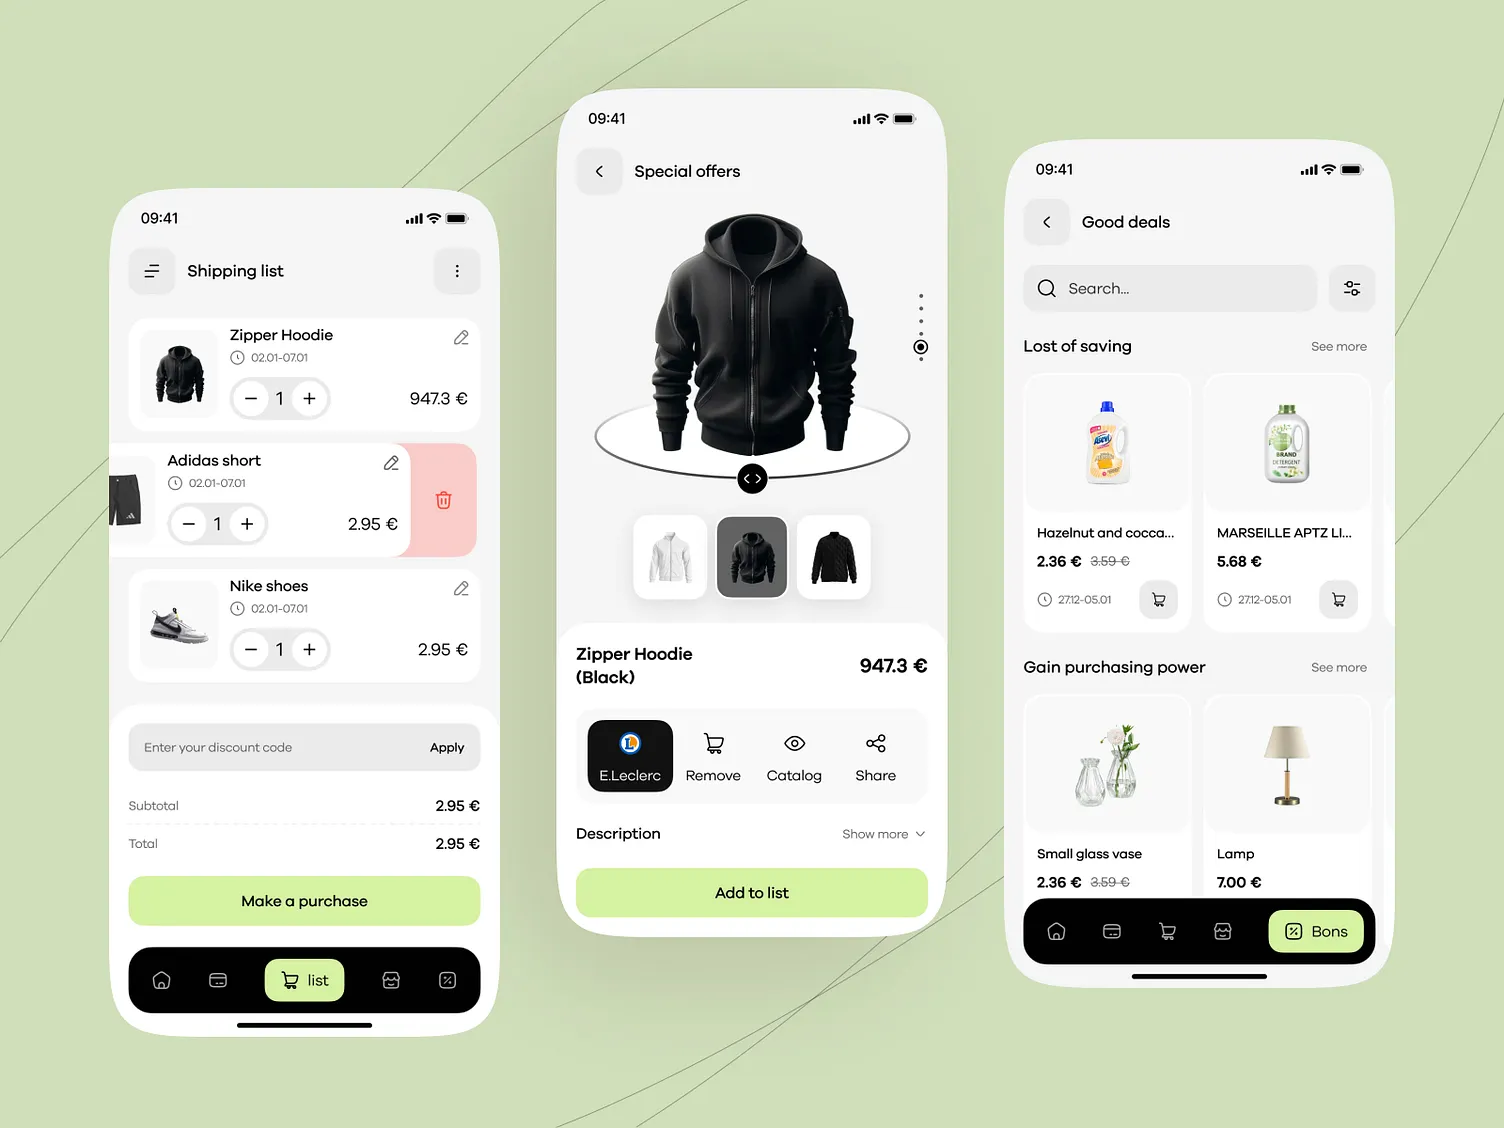 09:41
Shipping list
Zipper Hoodie
02.01-07.01
1
947.3 €
Adidas short
02.01-07.01
1
2.95 €
Nike shoes
02.01-07.01
1
2.95 €
Enter your discount code
Apply
Subtotal
2.95 €
Total
2.95 €
Make a purchase
list
09:41
Special offers
Zipper Hoodie
(Black)
947.3 €
E.Leclerc
Remove
Catalog
Share
Description
Show more
Add to list
09:41
Good deals
Search...
Lost of saving
See more
BRAND
DETERGENT
Hazelnut and cocca...
2.36 € 3.59 €
27.12-05.01
MARSEILLE APTZ LI...
5.68 €
27.12-05.01
Gain purchasing power
See more
Small glass vase
2.36 € 3.59 €
Lamp
7.00 €
Bons